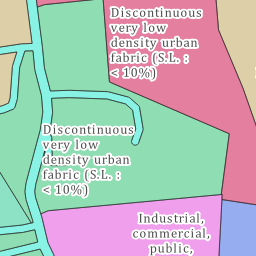 Discontinuous
very low
density urban
fabric (S.L. :
< 10%)
Discontinuous
very low
density urban
fabric (S.L. :
< 10%)
Industrial,
commercial,
public,